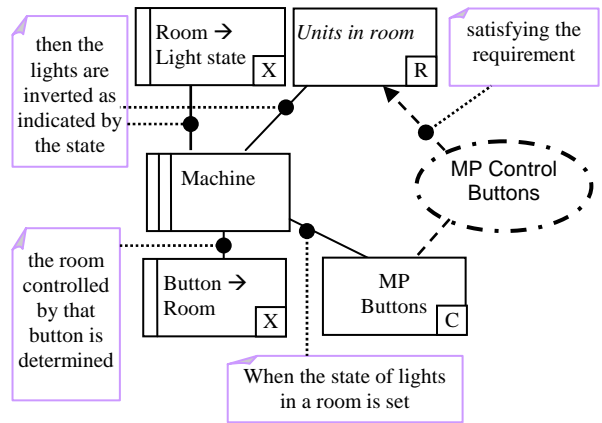 then the
lights are
inverted as
indicated by
the state
Room →
Light state
X
Units in room
R
satisfying the
requirement
Machine
MP Control
Buttons
the room
controlled
by that
button is
determined
Button →
Room
X
MP
Buttons
C
When the state of lights
in a room is set